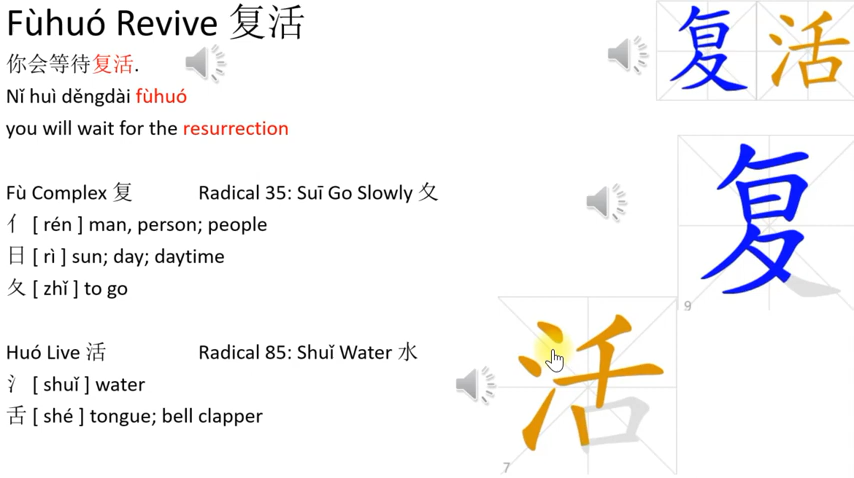 Fùhuó Revive 复活
你会等待复活.
Nǐ huì děngdài fùhuó
you will wait for the resurrection
复活
Fù Complex 复 Radical 35: Suī Go Slowly 夊
亻 [ rén ] man, person; people
日 [ rì ] sun; day; daytime
夂 [ zhǐ ] to go
复
9
Huó Live 活 Radical 85: Shuǐ Water 水
氵 [ shuǐ ] water
舌 [ shé ] tongue; bell clapper
活
7